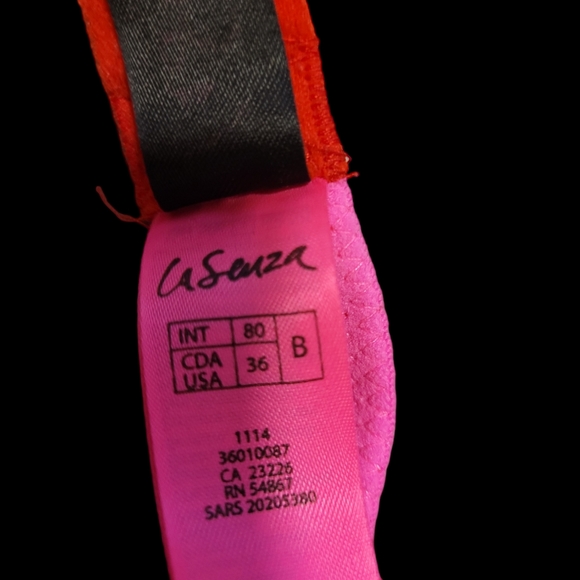 la Senza
INT 80 B
CDA USA 36
1114
36010087
CA 23226
RN 54867
SARS 20205380